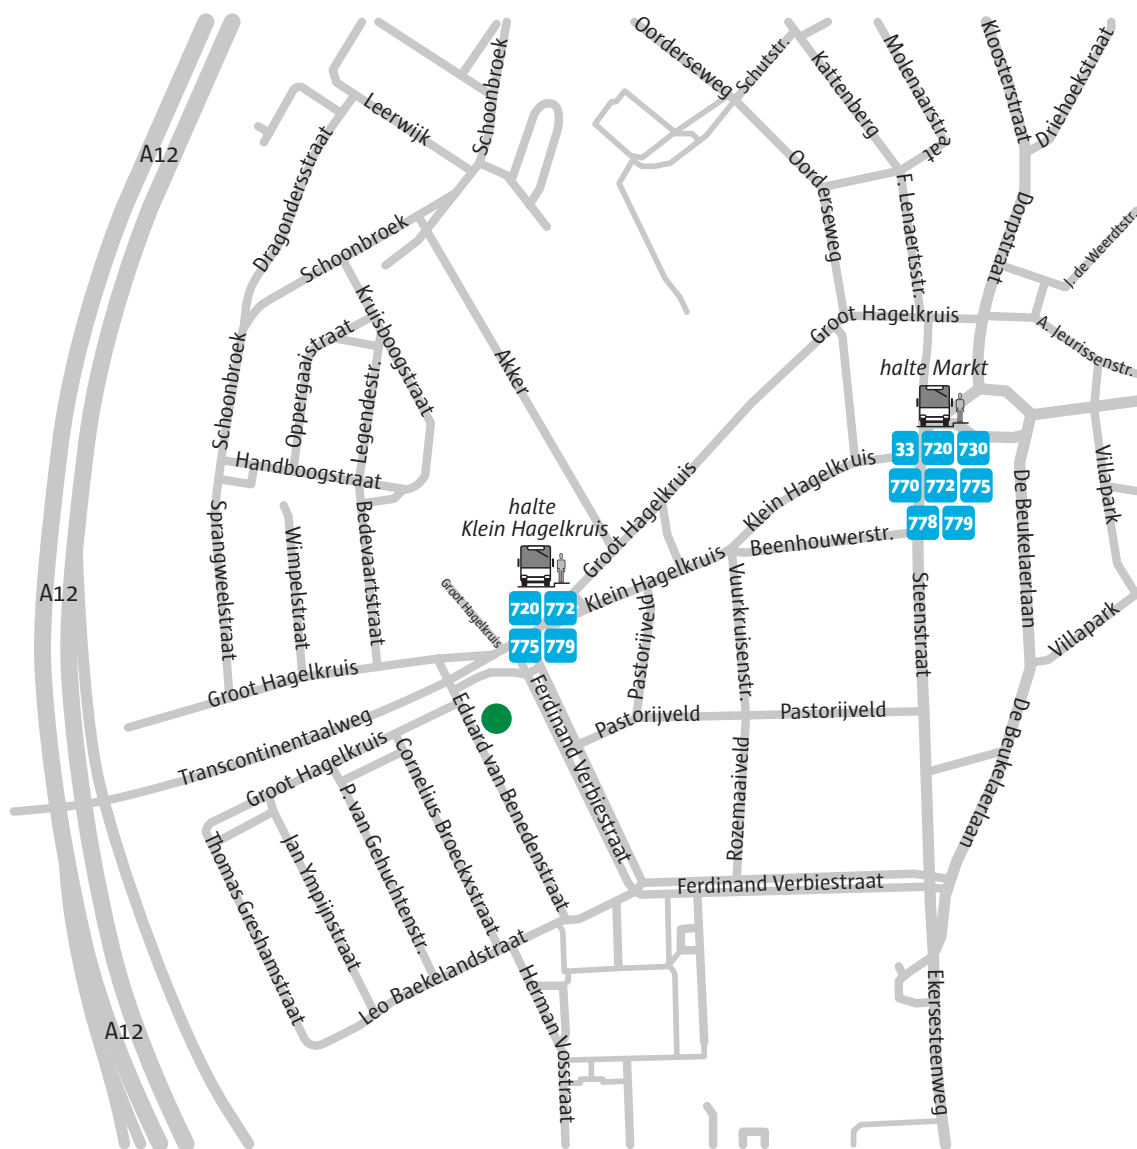 Oorderseweg
Schutstr.
Kattenberg
Molenaarstraat
Kloosterstraat
Driehoekstraat
Schoonbroek
Leerwijk
A12
Dragondersstraat
Schoonbroek
Oorderseweg
F. Lenaertsstr.
Dorpstraat
J. de Weerdtstr.
Kruisboogstraat
Oppergaaistraat
Legendestr.
Akker
Groot Hagelkruis
A. Jeurissenstr.
halte Markt
Schoonbroek
Handboogstraat
33
720
730
770
772
775
778
779
Klein Hagelkruis
Groot Hagelkruis
De Beukelaerlaan
Villapark
Sprangweelstraat
Wimpelstraat
Bedevaartstraat
halte
Klein Hagelkruis
Beenhouwerstr.
Klein Hagelkruis
A12
Groot Hagelkruis
720
772
775
779
Pastorijveld
Vuurkruisenstr.
Steenstraat
Villapark
Groot Hagelkruis
Transcontinentaalweg
Groot Hagelkruis
Eduard van Benedenstraat
Ferdinand Verbiestraat
Pastorijveld
Pastorijveld
Rozemaaiveld
De Beukelaerlaan
Cornelius Broeckxstraat
P. van Gehuchtenstr.
Jan Ympijnstraat
Thomas Greshamstraat
Ferdinand Verbiestraat
Leo Baekelandstraat
Herman Vosstraat
Ekersesteenweg
A12